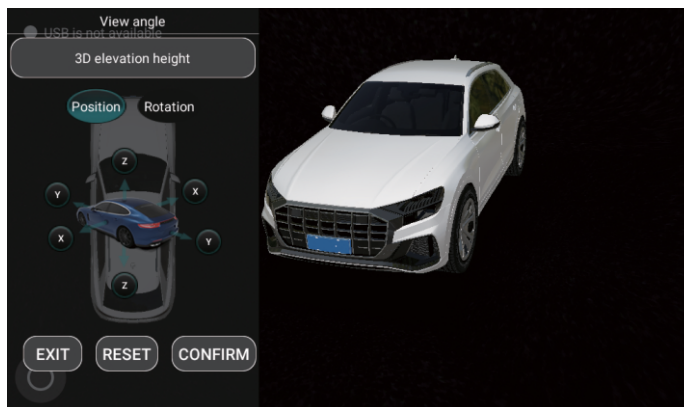 View angle
USB is not available
3D elevation height
Position Rotation
Z
Y X
X Y
Z
EXIT RESET CONFIRM